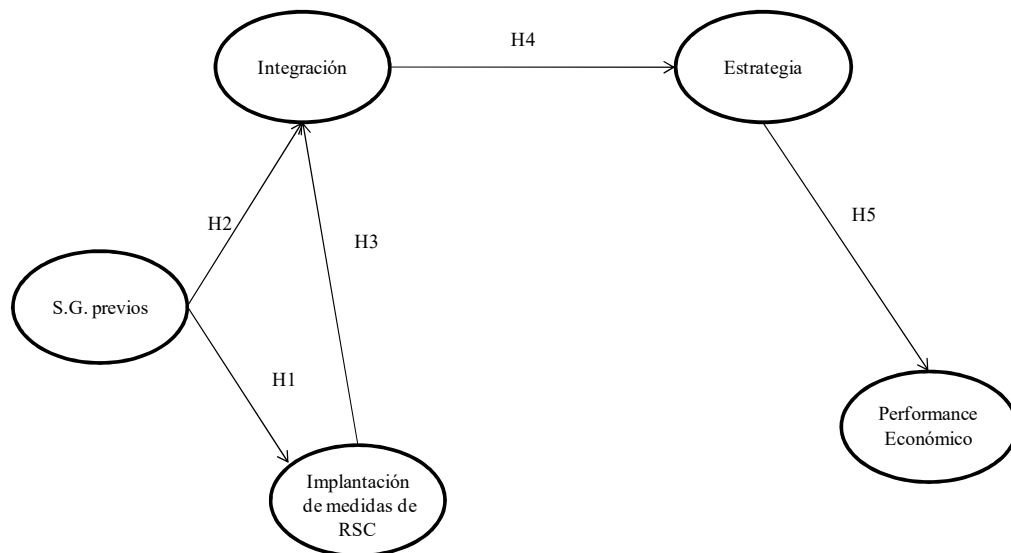 H4
Integración
Estrategia
H2
H3
H5
S.G. previos
H1
Performance
Económico
Implantación
de medidas de
RSC